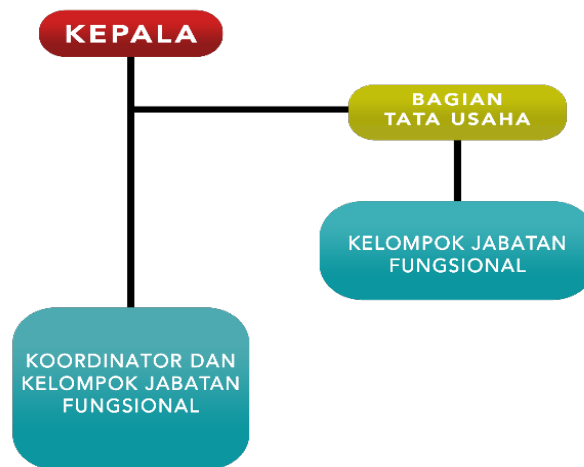 KEPALA
BAGIAN
TATA USAHA
KELOMPOK JABATAN
FUNGSIONAL
KOORDINATOR DAN
KELOMPOK JABATAN
FUNGSIONAL